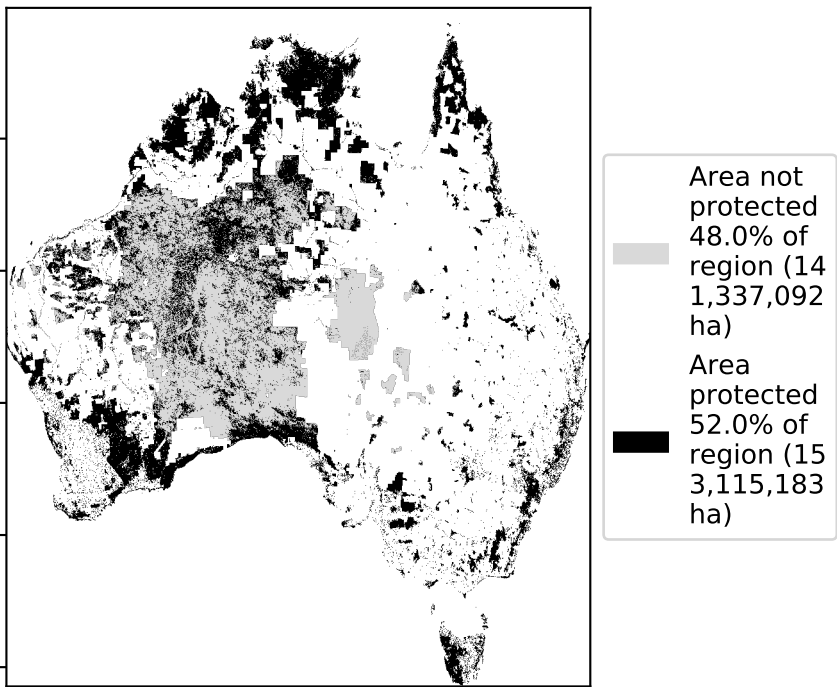 Area not
protected
48.0% of
region (14
1,337,092
ha)
Area
protected
52.0% of
region (15
3,115,183
ha)